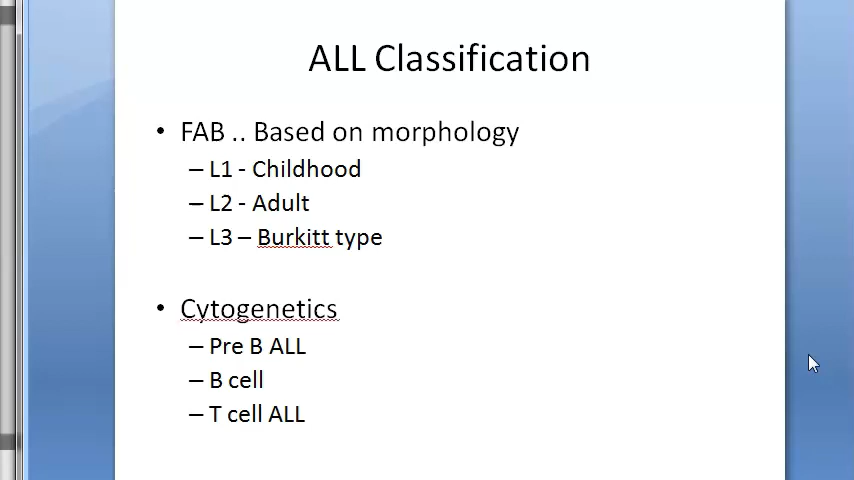 ALL Classification
• FAB .. Based on morphology
– L1 - Childhood
– L2 - Adult
– L3 – Burkitt type
• Cytogenetics
– Pre B ALL
– B cell
– T cell ALL